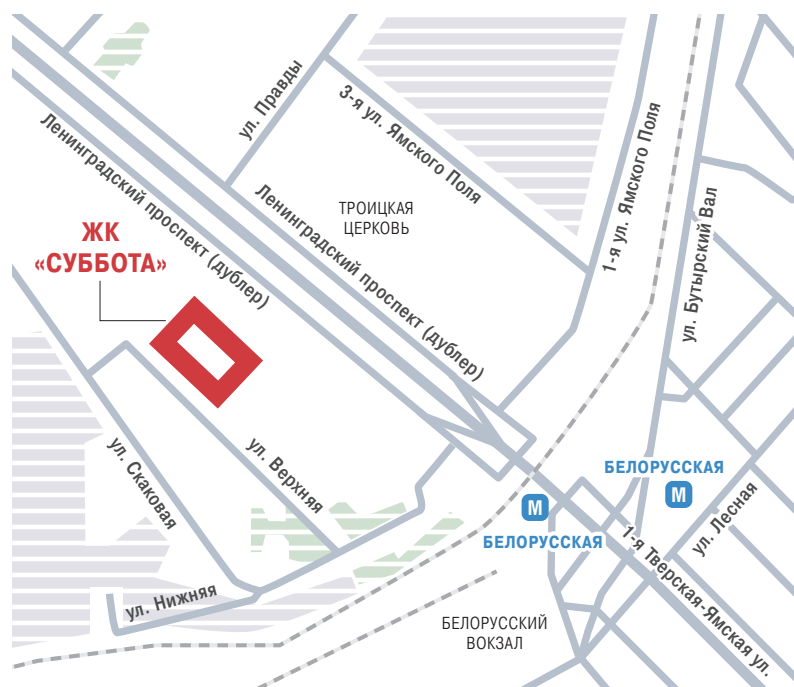 ул. Правды
3-я ул. Ямского Поля
1-я ул. Ямского Поля
ул. Бутырский Вал
Ленинградский проспект (дублер)
Ленинградский проспект (дублер)
ТРОИЦКАЯ
ЦЕРКОВЬ
ЖК
«СУББОТА»
ул. Скаковая
ул. Верхняя
ул. Нижняя
БЕЛОРУССКАЯ
М
М
БЕЛОРУССКАЯ
ул. Лесная
1-я Тверская-Ямская ул.
БЕЛОРУССКИЙ
ВОКЗАЛ